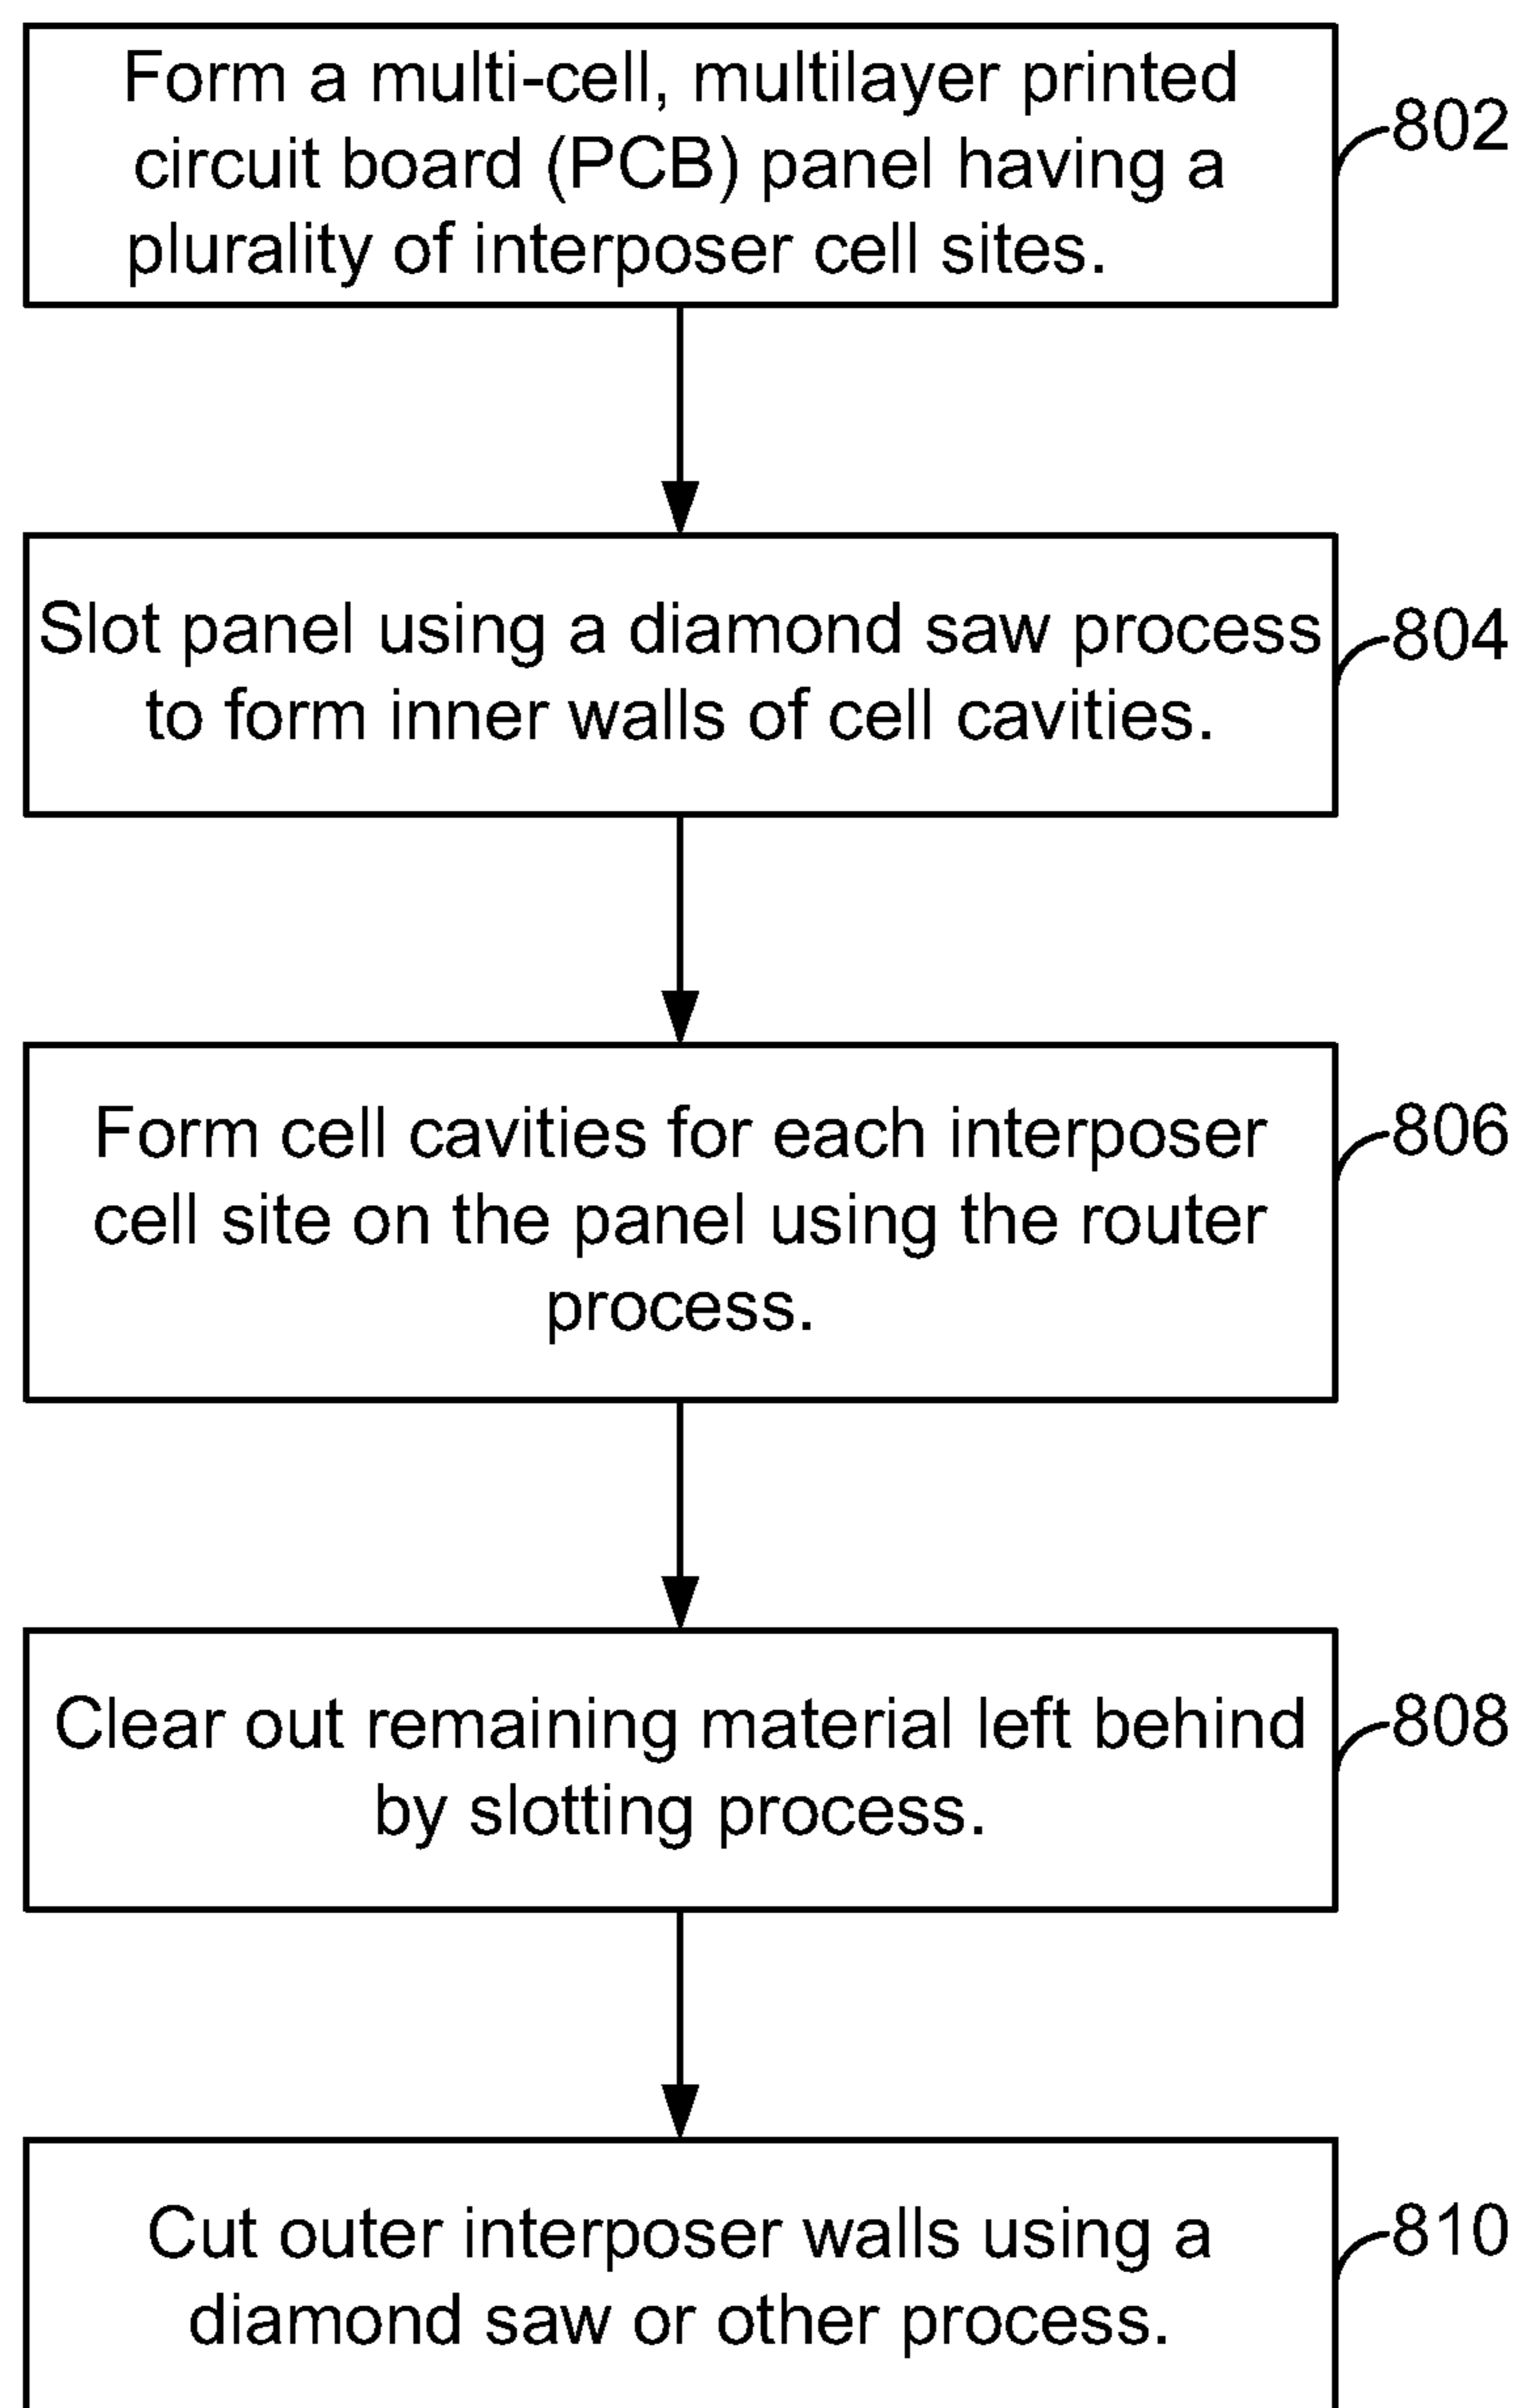 Form a multi-cell, multilayer printed
circuit board (PCB) panel having a
plurality of interposer cell sites.
802
Slot panel using a diamond saw process
to form inner walls of cell cavities.
804
Form cell cavities for each interposer
cell site on the panel using the router
process.
806
Clear out remaining material left behind
by slotting process.
808
Cut outer interposer walls using a
diamond saw or other process.
810